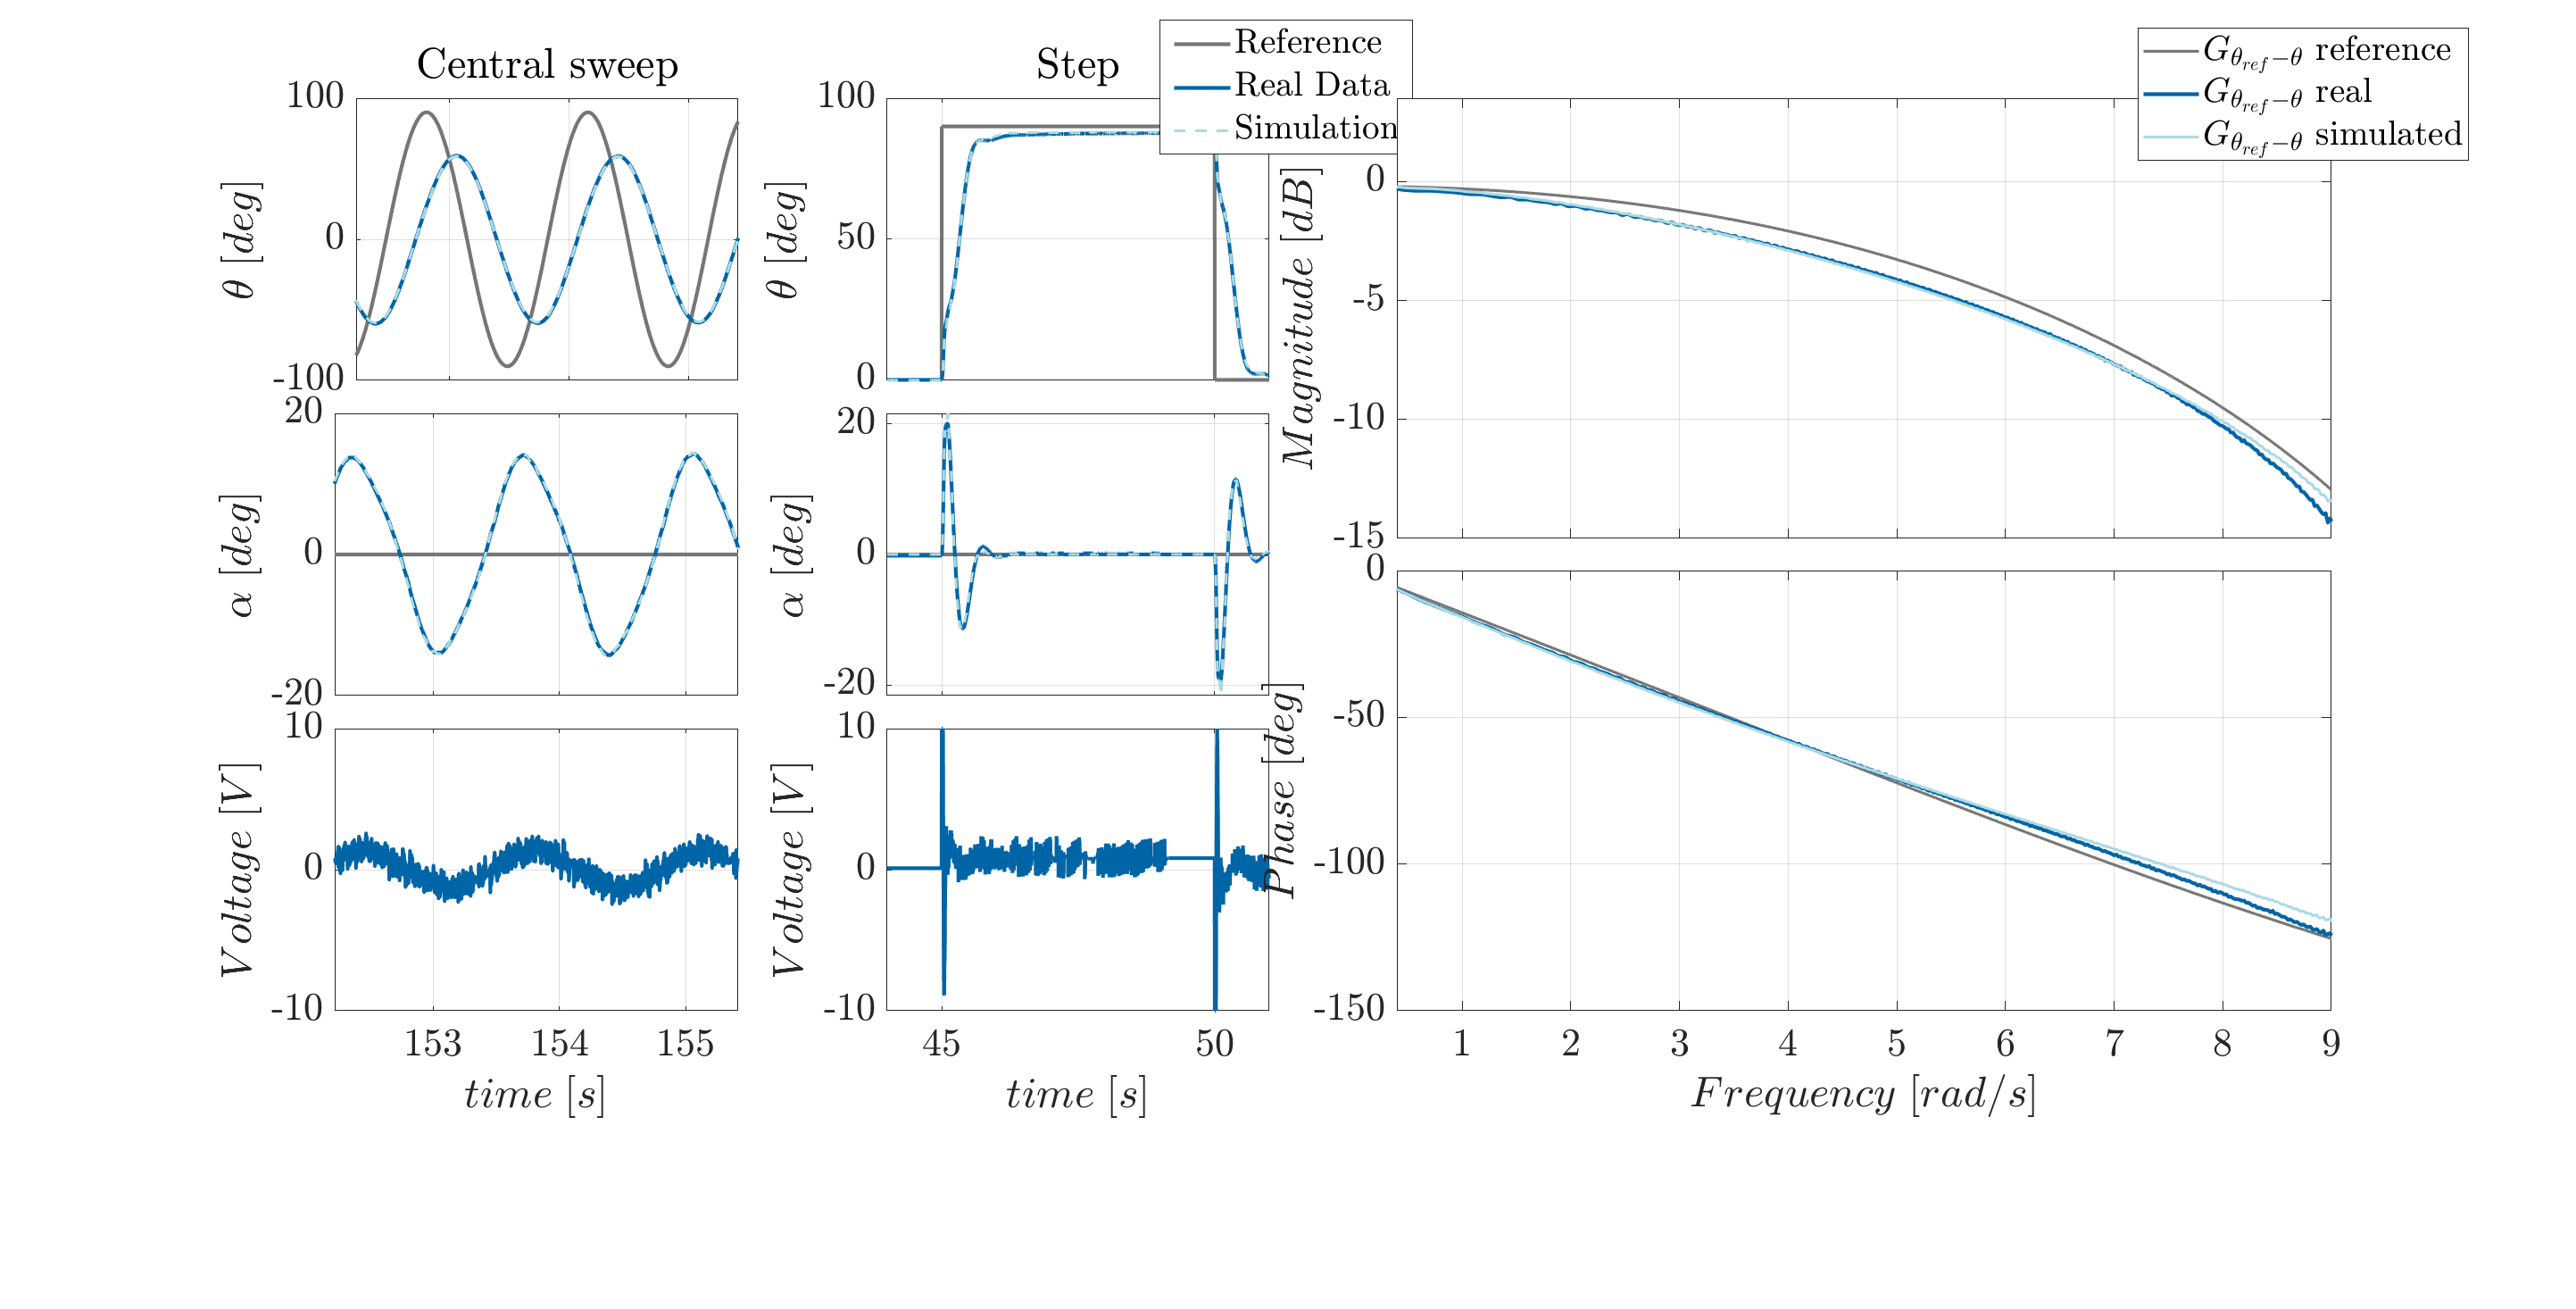 Central sweep
100
0
-100
θ [deg]
20
0
-20
α [deg]
10
0
-10
Voltage [V]
153 154 155
time [s]
Step
Reference
Real Data
Simulation
100
50
0
θ [deg]
20
0
-20
α [deg]
10
0
-10
Voltage [V]
45 50
time [s]
G_{θ_{ref}−θ} reference
G_{θ_{ref}−θ} real
G_{θ_{ref}−θ} simulated
0
-5
-10
-15
Magnitude [dB]
0
-50
-100
-150
Phase [deg]
1 2 3 4 5 6 7 8 9
Frequency [rad/s]